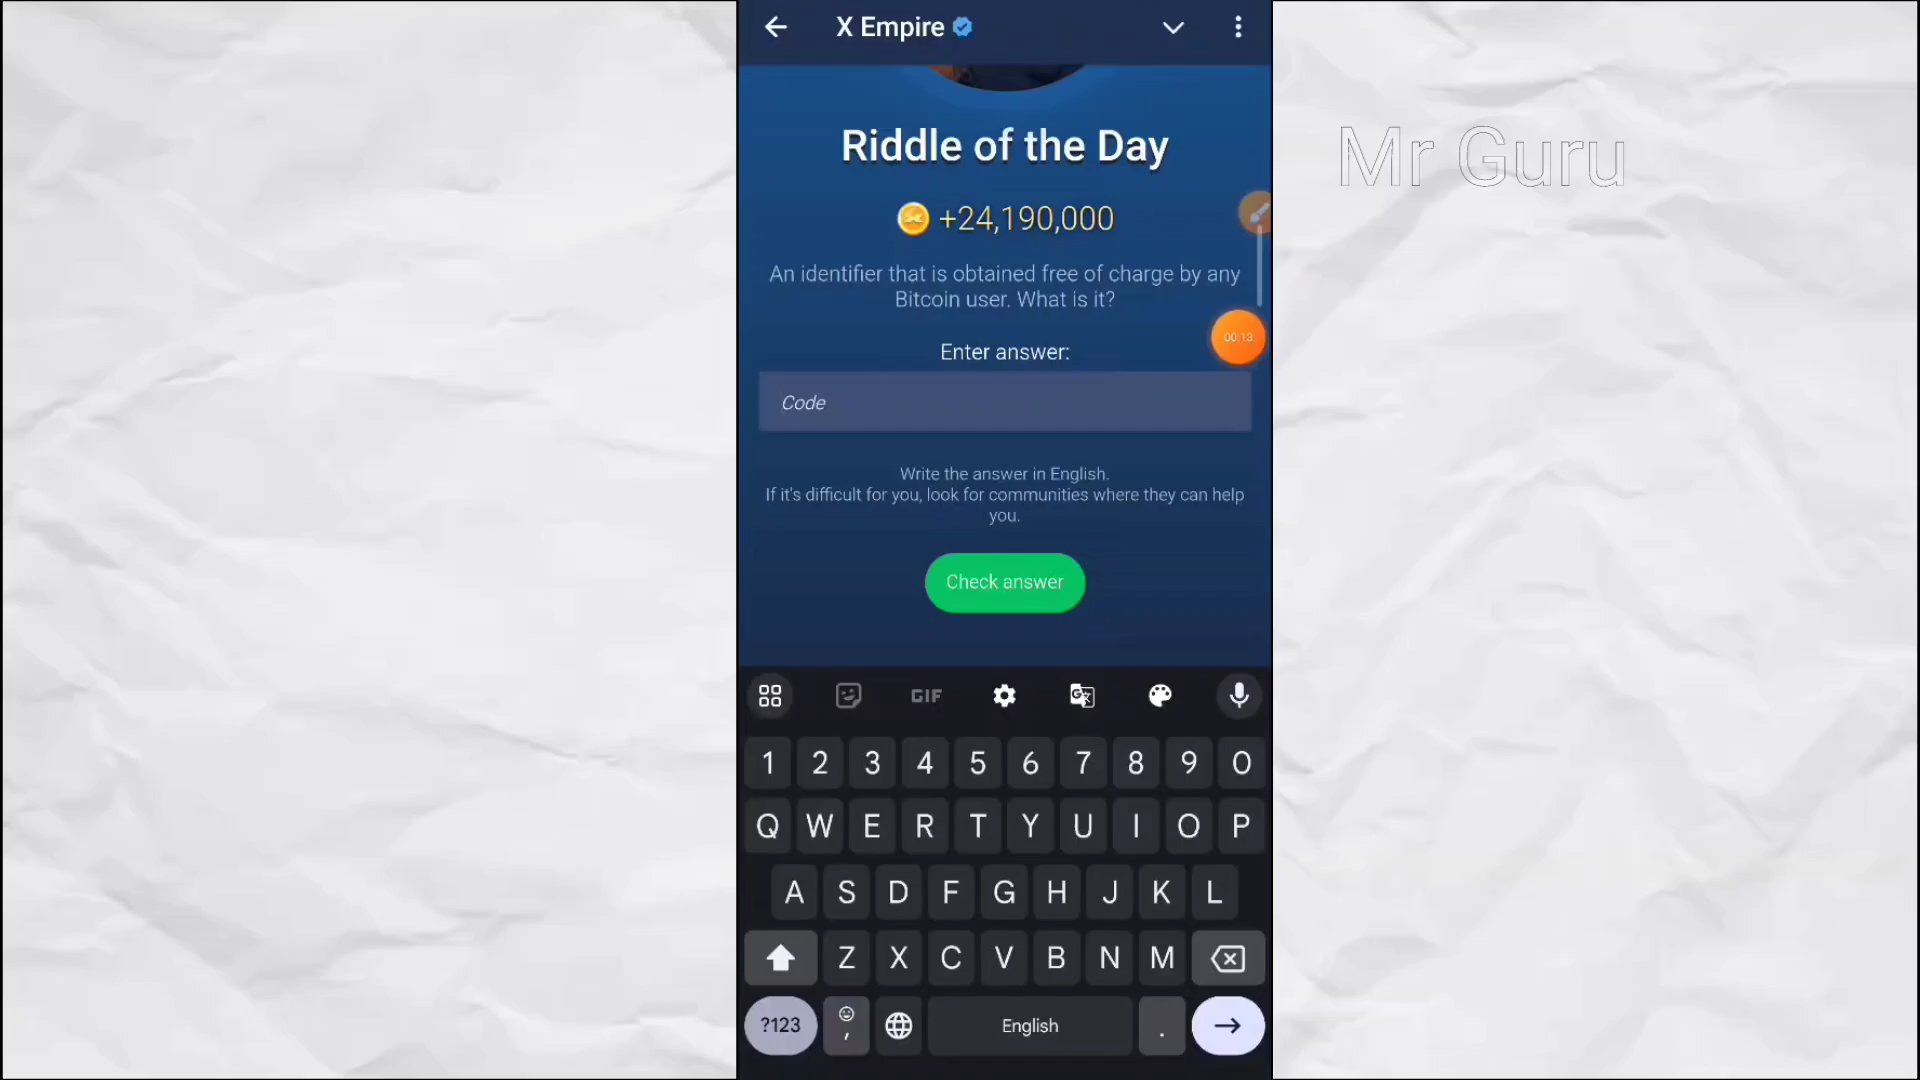 X Empire
Riddle of the Day
Mr Guru
+24,190,000
An identifier that is obtained free of charge by any
Bitcoin user. What is it?
00:13
Enter answer:
Code
Write the answer in English.
If it's difficult for you, look for communities where they can help
you.
Check answer
GIF
1 2 3 4 5 6 7 8 9 0
Q W E R T Y U I O P
A S D F G H J K L
Z X C V B N M
?123 , English .